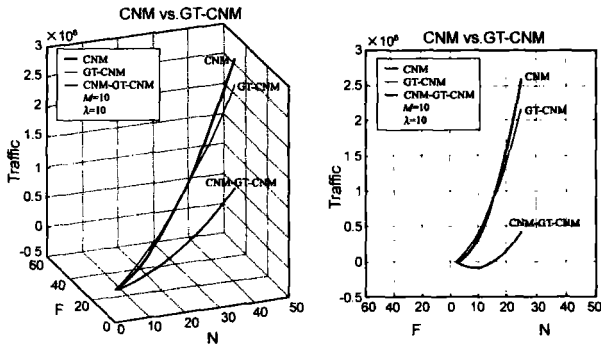 CNM vs.GT-CNM
×10⁶
3
2.5
2
1.5
1
0.5
0
-0.5
Traffic
CNM
GT-CNM
CNM-GT-CNM
M=10
λ=10
CNM
GT-CNM
CNM-GT-CNM
60
40
20
0
F
0
10
20
30
40
50
N
CNM vs.GT-CNM
×10⁶
3
2.5
2
1.5
1
0.5
0
-0.5
Traffic
CNM
GT-CNM
CNM-GT-CNM
M=10
λ=10
CNM
GT-CNM
CNM-GT-CNM
60 40 20 0 10 20 30 40 50
F N